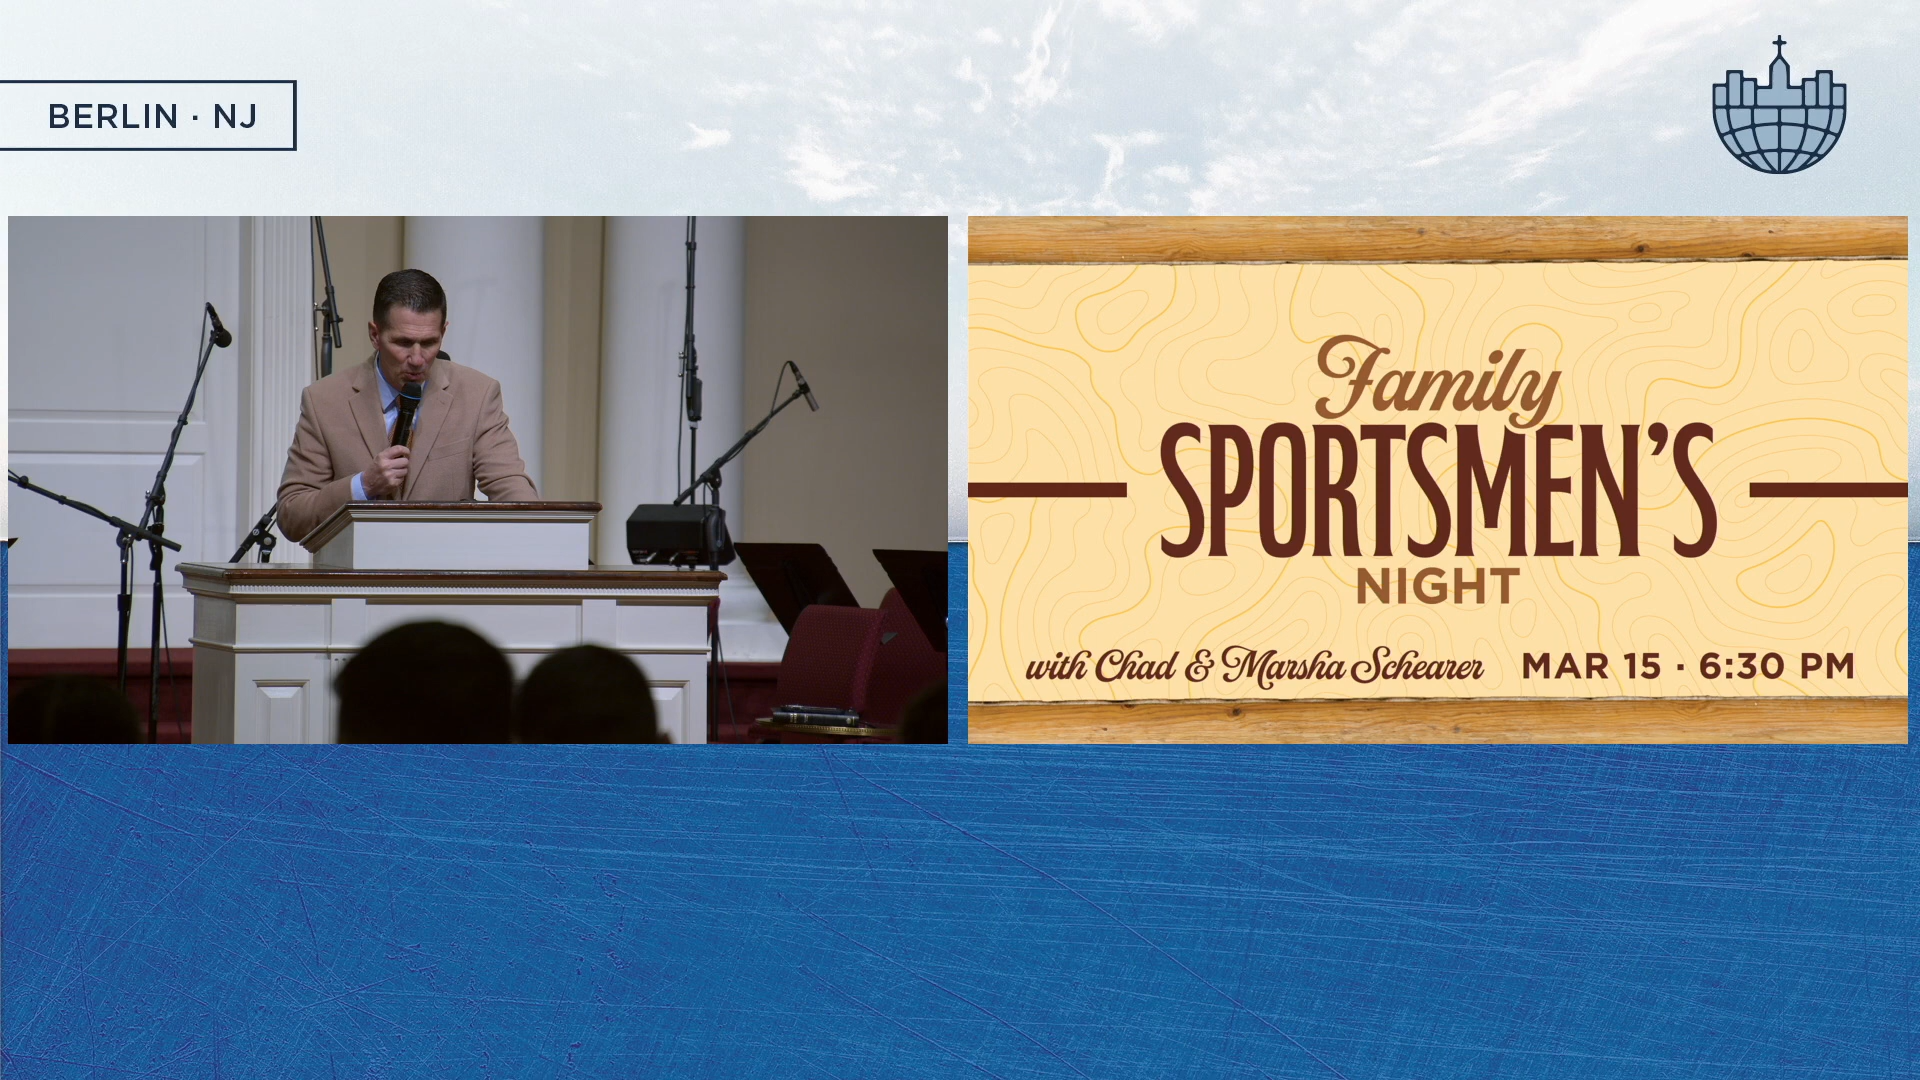 BERLIN · NJ
Family
SPORTSMEN'S
NIGHT
with Chad & Marsha Schearer MAR 15 · 6:30 PM